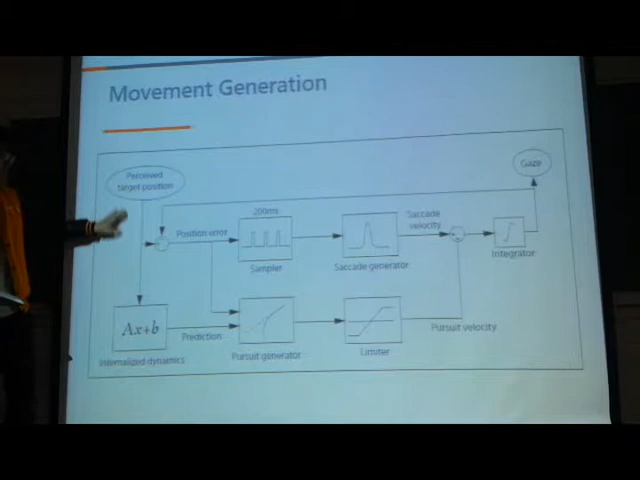 Movement Generation
Perceived
target position
Gaze
200ms
Saccade
velocity
Position error
Sampler
Saccade generator
Integrator
Ax+b
Prediction
Pursuit velocity
Internalized dynamics
Pursuit generator
Limiter